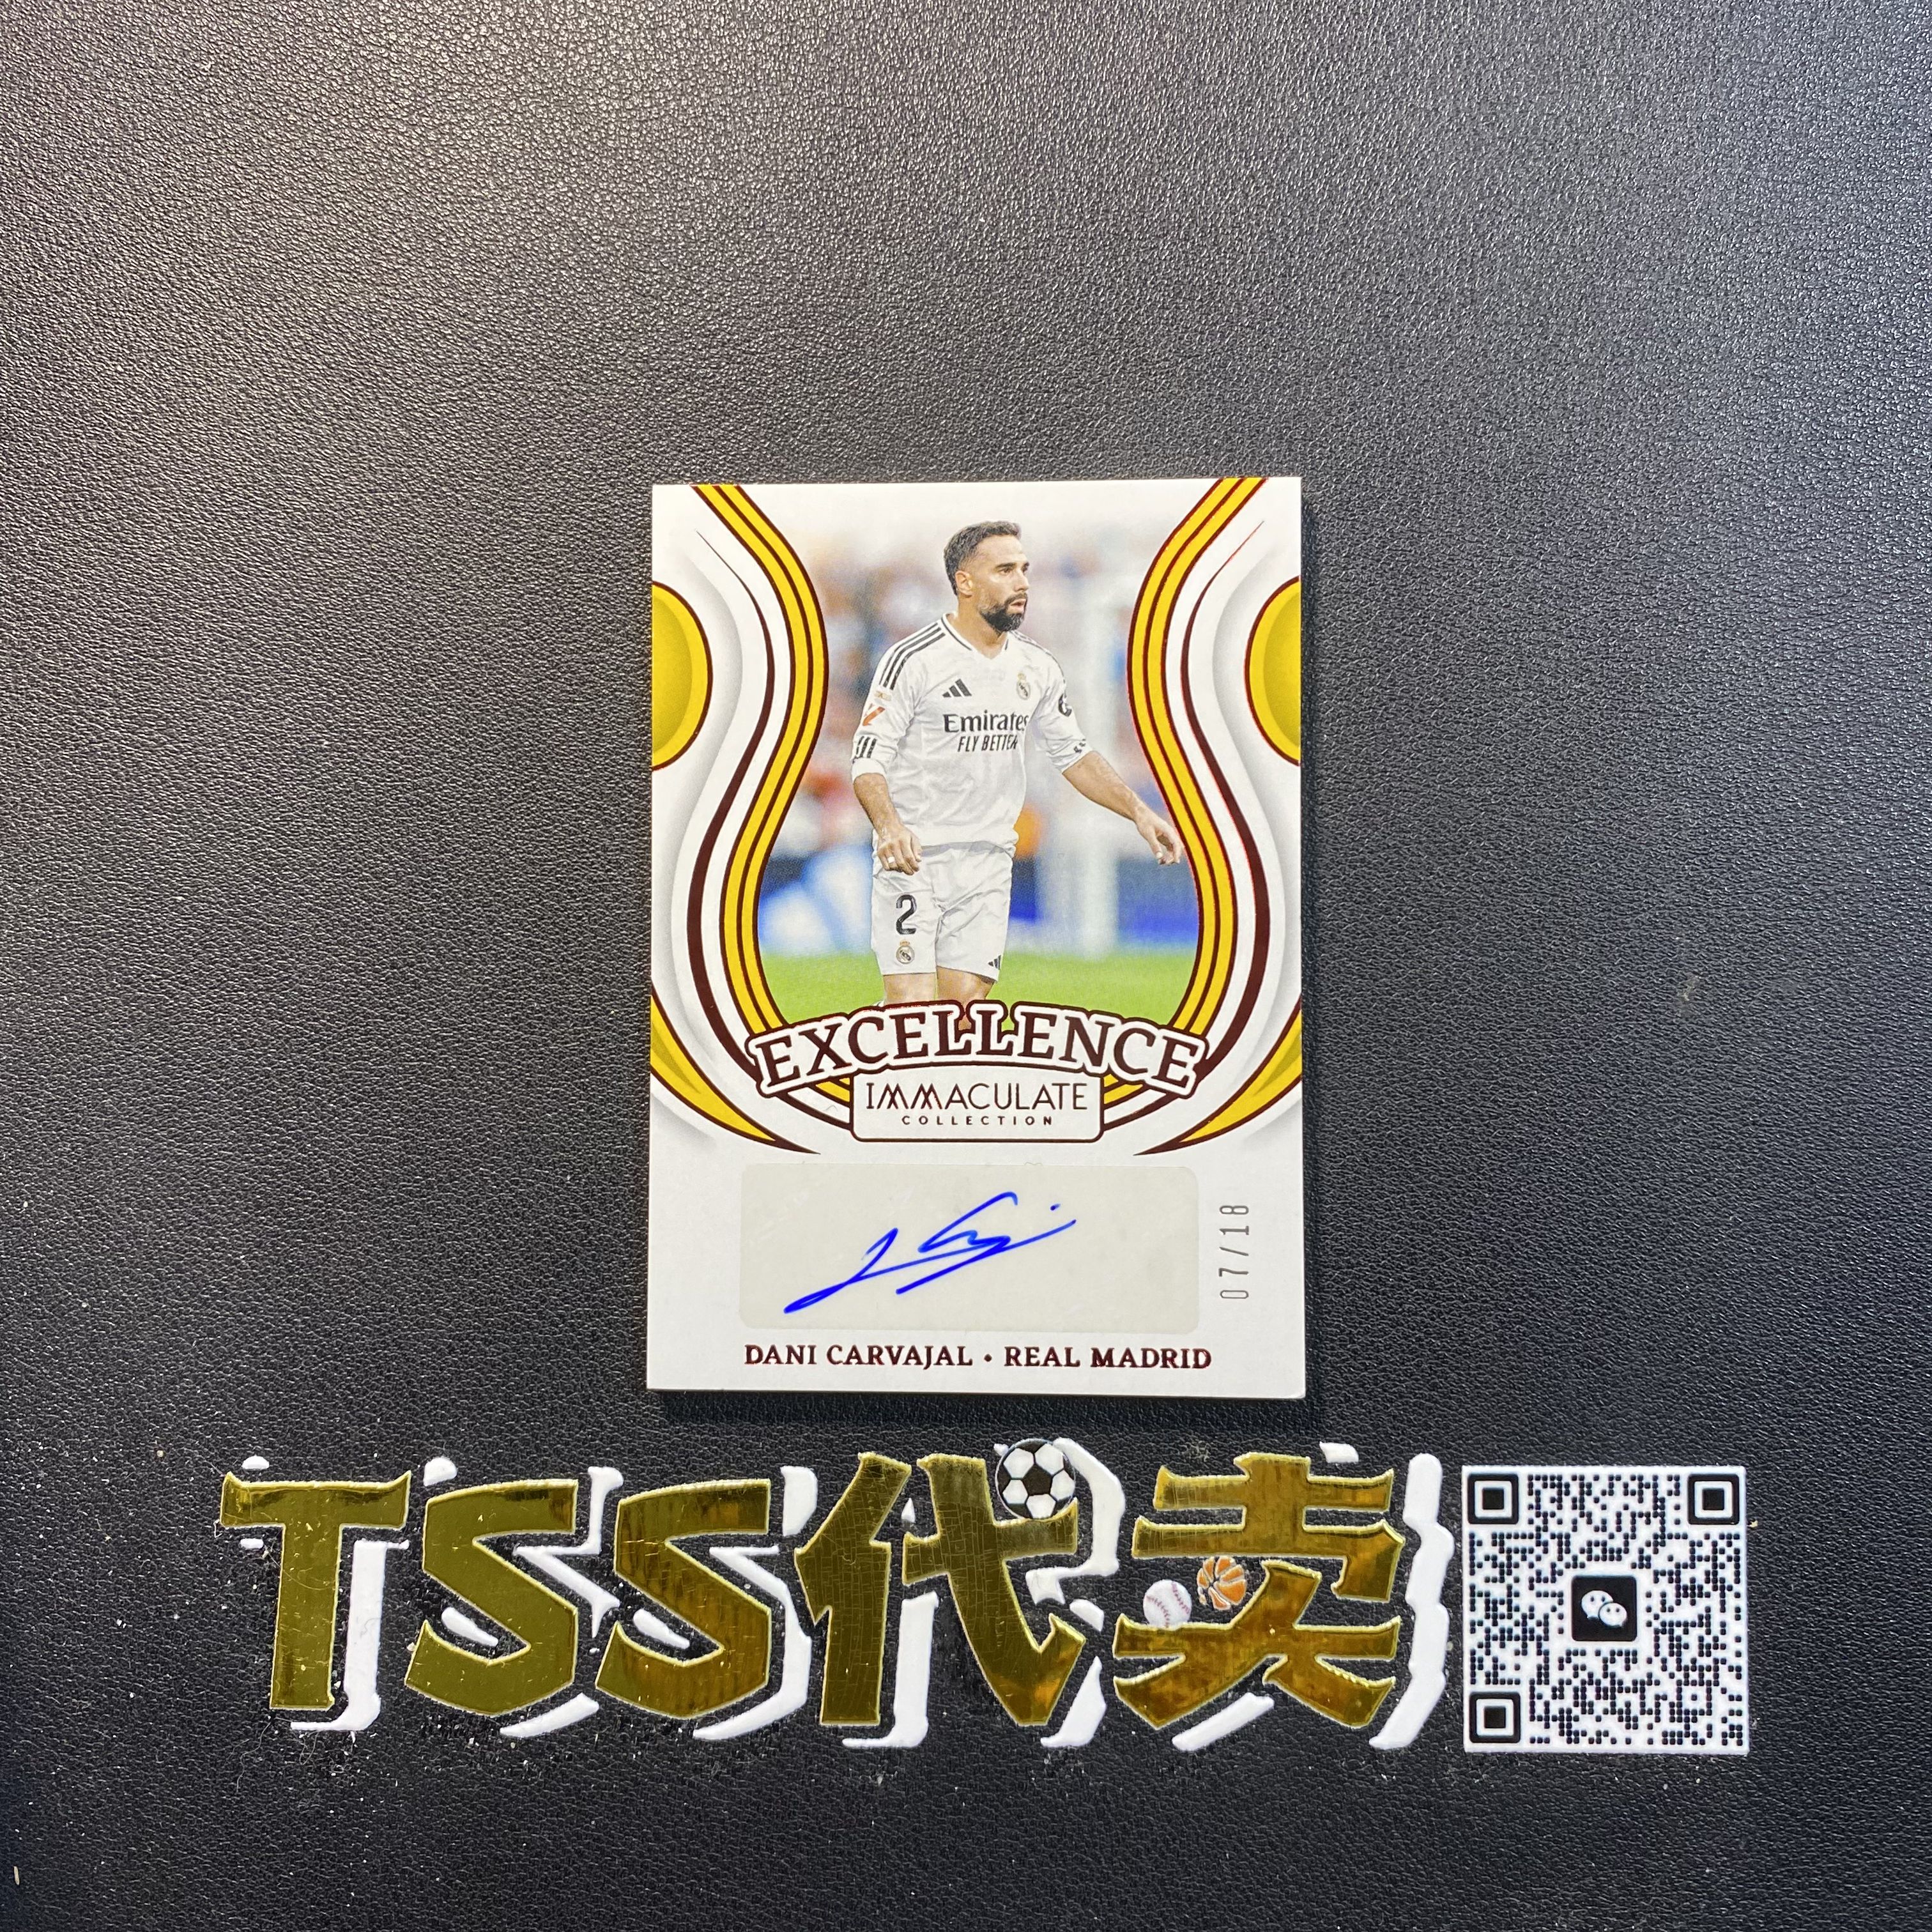 Emirates
FLY BETTER
2
EXCELLENCE
IMMACULATE
COLLECTION
07/18
DANI CARVAJAL • REAL MADRID
TSS代卖